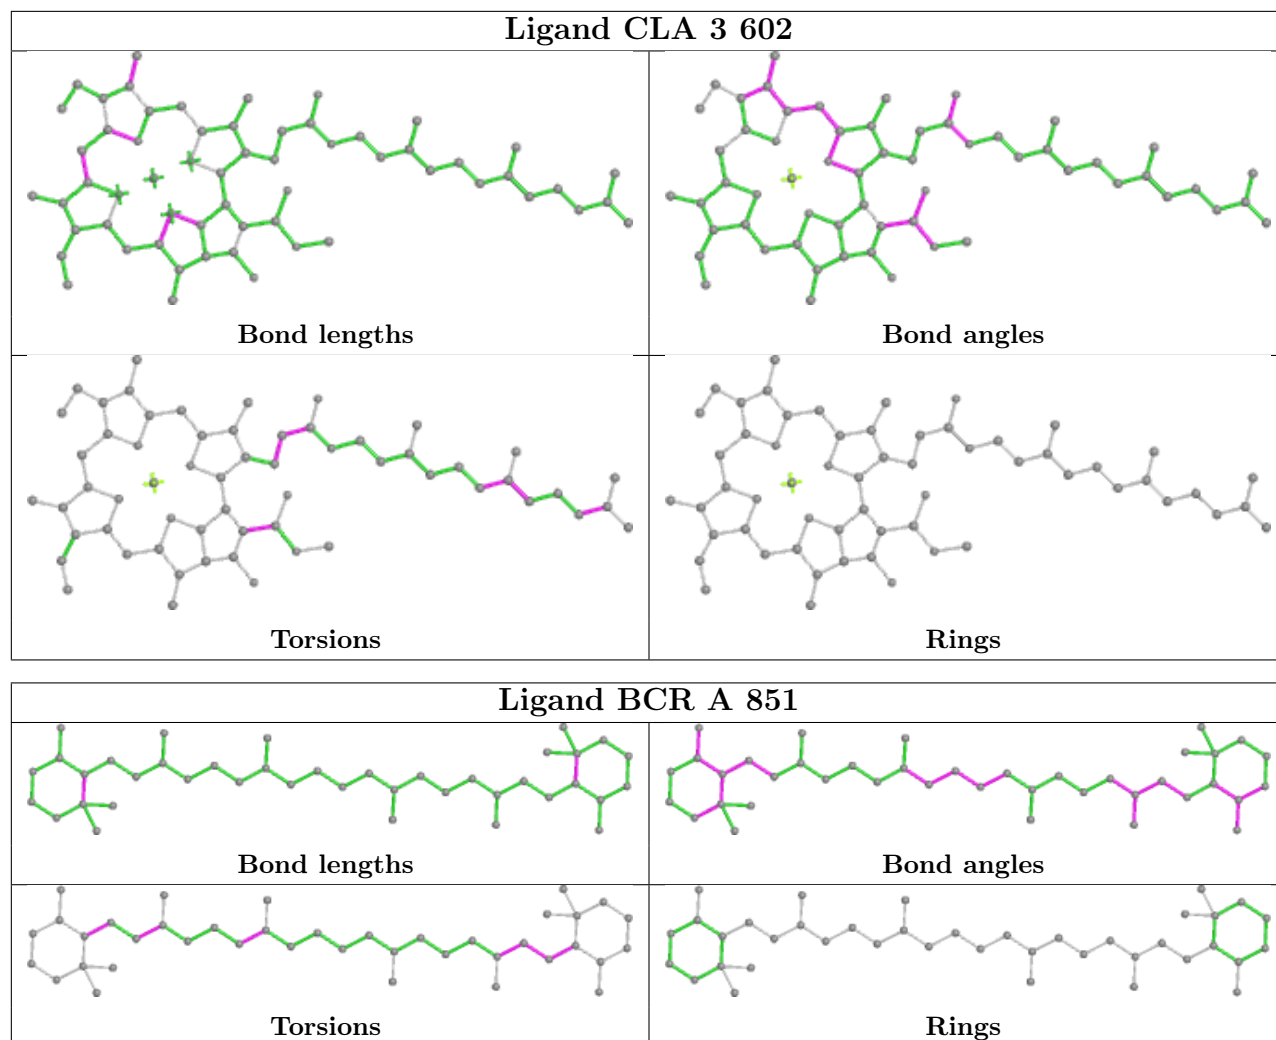 Ligand CLA 3 602
Bond lengths
Bond angles
Torsions
Rings
Ligand BCR A 851
Bond lengths
Bond angles
Torsions
Rings